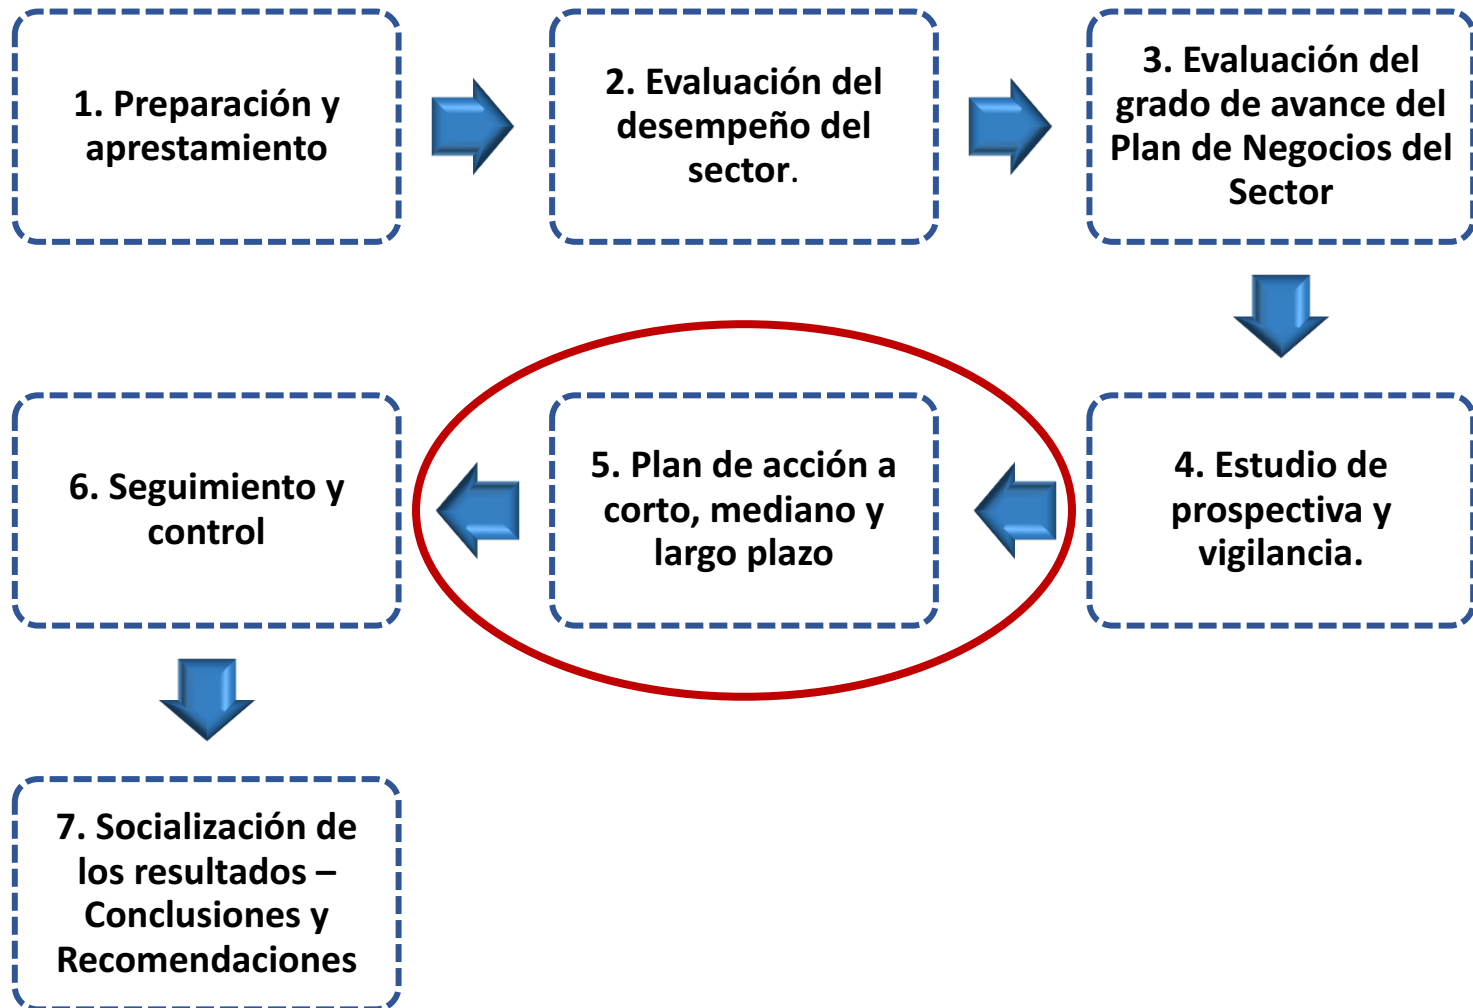 1. Preparación y
aprestamiento
2. Evaluación del
desempeño del
sector.
3. Evaluación del
grado de avance del
Plan de Negocios del
Sector
4. Estudio de
prospectiva y
vigilancia.
5. Plan de acción a
corto, mediano y
largo plazo
6. Seguimiento y
control
7. Socialización de
los resultados –
Conclusiones y
Recomendaciones